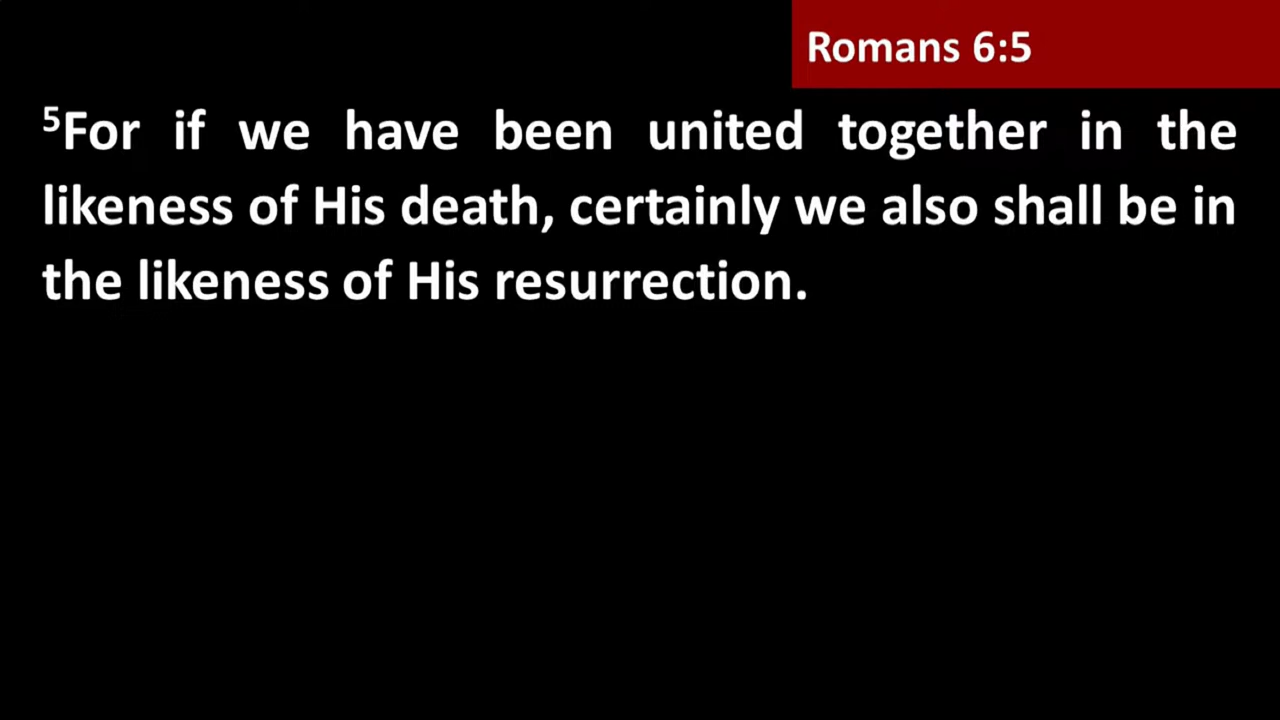 Romans 6:5
⁵For if we have been united together in the
likeness of His death, certainly we also shall be in
the likeness of His resurrection.